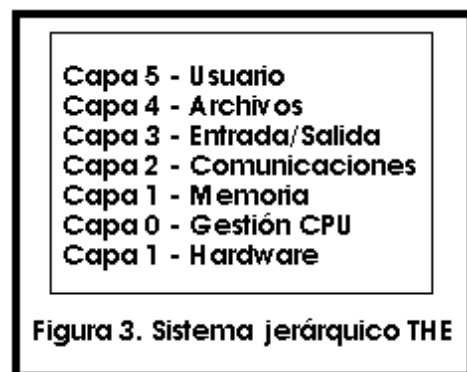 Capa 5 - Usuario
Capa 4 - Archivos
Capa 3 - Entrada/Salida
Capa 2 - Comunicaciones
Capa 1 - Memoria
Capa 0 - Gestión CPU
Capa 1 - Hardware
Figura 3. Sistema jerárquico THE